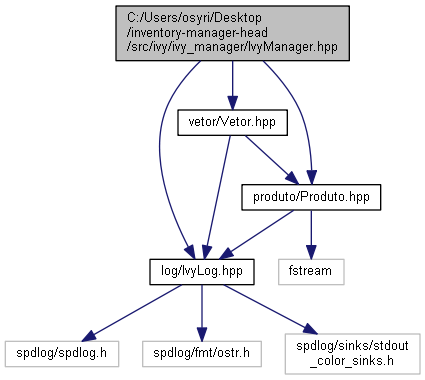 C:/Users/osyri/Desktop
/inventory-manager-head
/src/ivy/ivy_manager/IvyManager.hpp
vetor/Vetor.hpp
produto/Produto.hpp
log/IvyLog.hpp
fstream
spdlog/spdlog.h
spdlog/fmt/ostr.h
spdlog/sinks/stdout
_color_sinks.h